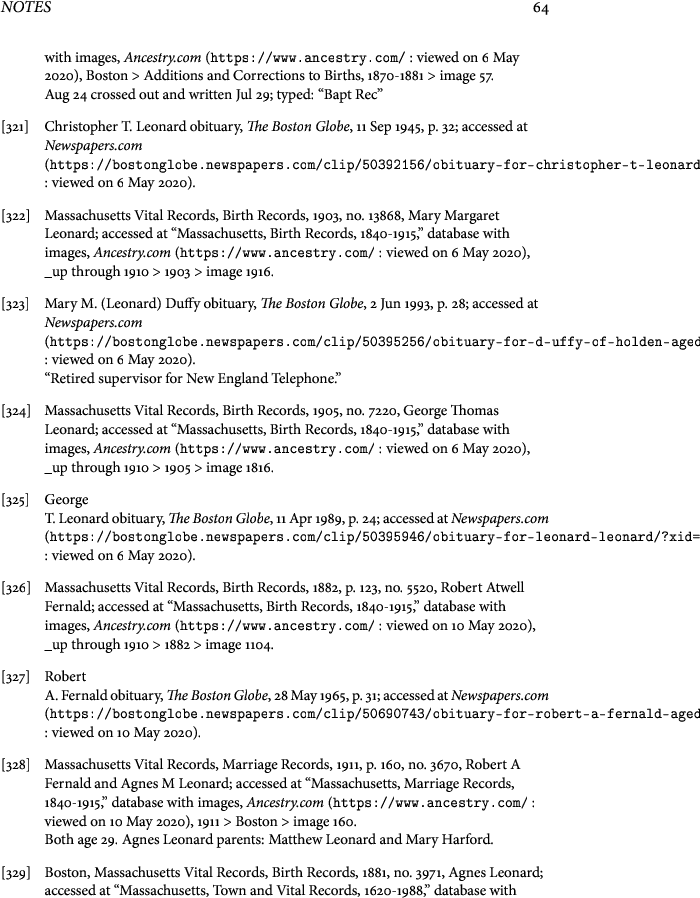 NOTES 64
with images, Ancestry.com (https://www.ancestry.com/ : viewed on 6 May
2020), Boston > Additions and Corrections to Births, 1870-1881 > image 57.
Aug 24 crossed out and written Jul 29; typed: “Bapt Rec”
[321] Christopher T. Leonard obituary, The Boston Globe, 11 Sep 1945, p. 32; accessed at
Newspapers.com
(https://bostonglobe.newspapers.com/clip/50392156/obituary-for-christopher-t-leonard
: viewed on 6 May 2020).
[322] Massachusetts Vital Records, Birth Records, 1903, no. 13868, Mary Margaret
Leonard; accessed at “Massachusetts, Birth Records, 1840-1915,” database with
images, Ancestry.com (https://www.ancestry.com/ : viewed on 6 May 2020),
_up through 1910 > 1903 > image 1916.
[323] Mary M. (Leonard) Duffy obituary, The Boston Globe, 2 Jun 1993, p. 28; accessed at
Newspapers.com
(https://bostonglobe.newspapers.com/clip/50395256/obituary-for-d-uffy-of-holden-aged
: viewed on 6 May 2020).
“Retired supervisor for New England Telephone.”
[324] Massachusetts Vital Records, Birth Records, 1905, no. 7220, George Thomas
Leonard; accessed at “Massachusetts, Birth Records, 1840-1915,” database with
images, Ancestry.com (https://www.ancestry.com/ : viewed on 6 May 2020),
_up through 1910 > 1905 > image 1816.
[325] George
T. Leonard obituary, The Boston Globe, 11 Apr 1989, p. 24; accessed at Newspapers.com
(https://bostonglobe.newspapers.com/clip/50395946/obituary-for-leonard-leonard/?xid=
: viewed on 6 May 2020).
[326] Massachusetts Vital Records, Birth Records, 1882, p. 123, no. 5520, Robert Atwell
Fernald; accessed at “Massachusetts, Birth Records, 1840-1915,” database with
images, Ancestry.com (https://www.ancestry.com/ : viewed on 10 May 2020),
_up through 1910 > 1882 > image 1104.
[327] Robert
A. Fernald obituary, The Boston Globe, 28 May 1965, p. 31; accessed at Newspapers.com
(https://bostonglobe.newspapers.com/clip/50690743/obituary-for-robert-a-fernald-aged
: viewed on 10 May 2020).
[328] Massachusetts Vital Records, Marriage Records, 1911, p. 160, no. 3670, Robert A
Fernald and Agnes M Leonard; accessed at “Massachusetts, Marriage Records,
1840-1915,” database with images, Ancestry.com (https://www.ancestry.com/ :
viewed on 10 May 2020), 1911 > Boston > image 160.
Both age 29. Agnes Leonard parents: Matthew Leonard and Mary Harford.
[329] Boston, Massachusetts Vital Records, Birth Records, 1881, no. 3971, Agnes Leonard;
accessed at “Massachusetts, Town and Vital Records, 1620-1988,” database with